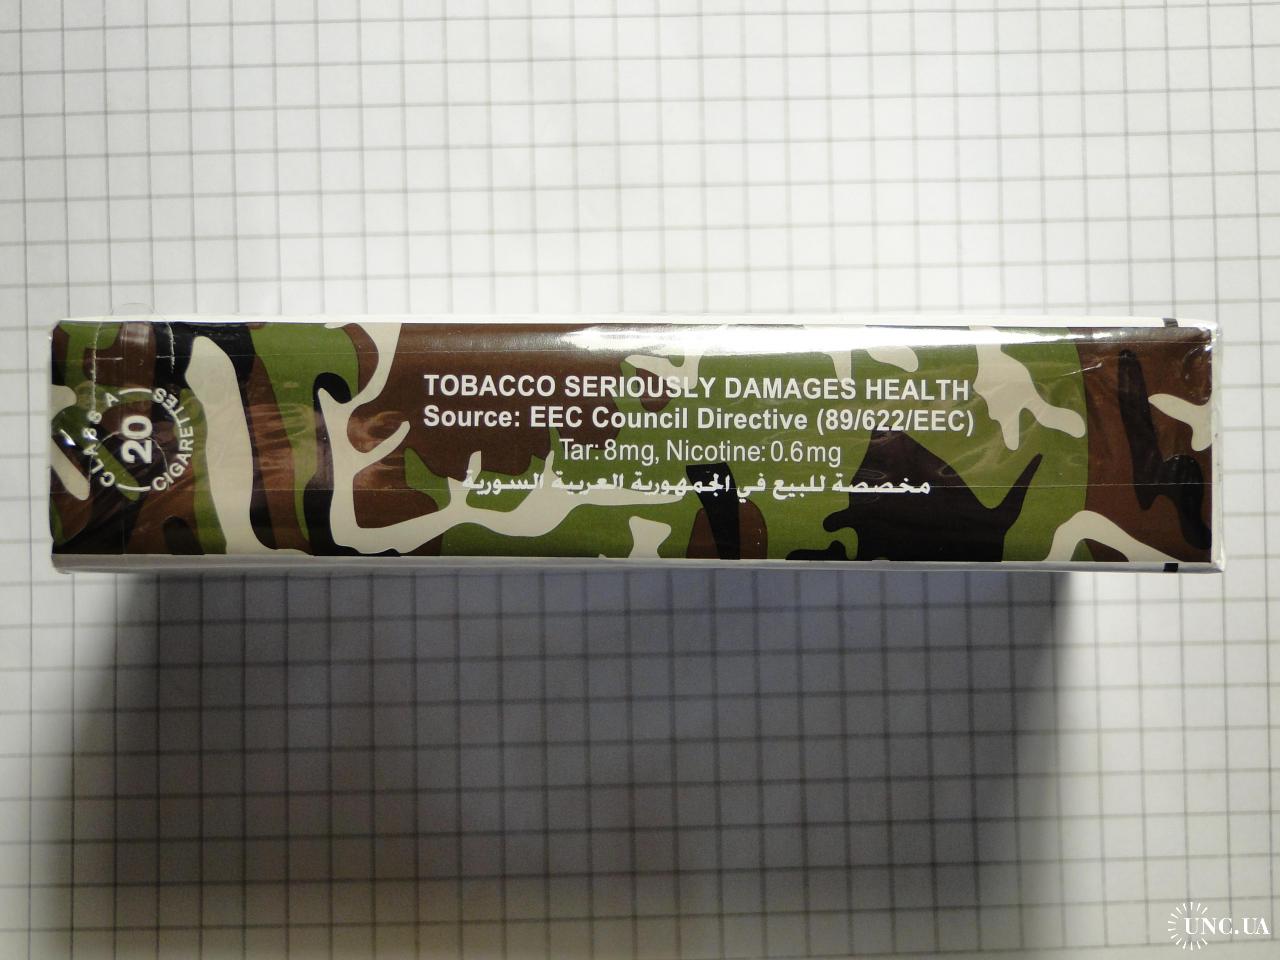 CLASS A
20
CIGARETTES
TOBACCO SERIOUSLY DAMAGES HEALTH
Source: EEC Council Directive (89/622/EEC)
Tar: 8mg, Nicotine: 0.6mg
مخصصة للبيع في الجمهورية العربية السورية
UNC.UA